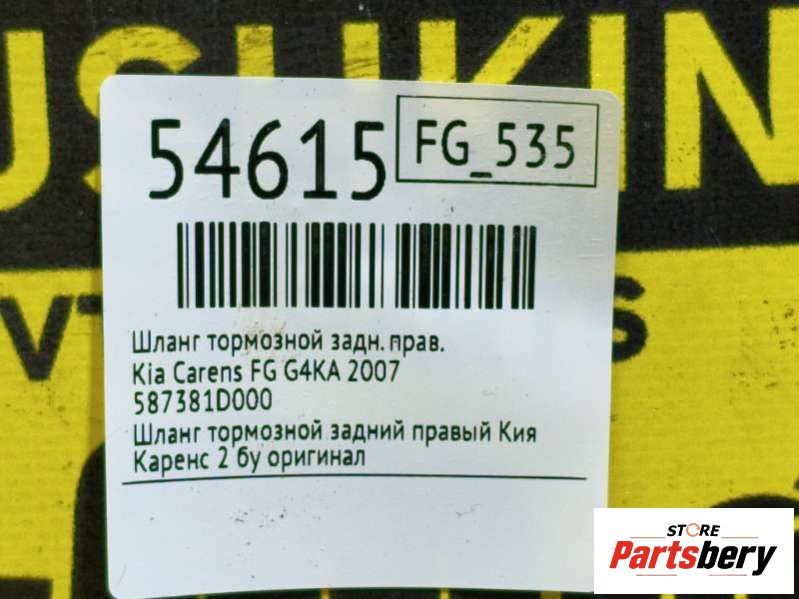 USHKIN
54615
FG_535
Шланг тормозной задн. прав.
Kia Carens FG G4KA 2007
587381D000
Шланг тормозной задний правый Кия
Каренс 2 бу оригинал
STORE
Partsbery